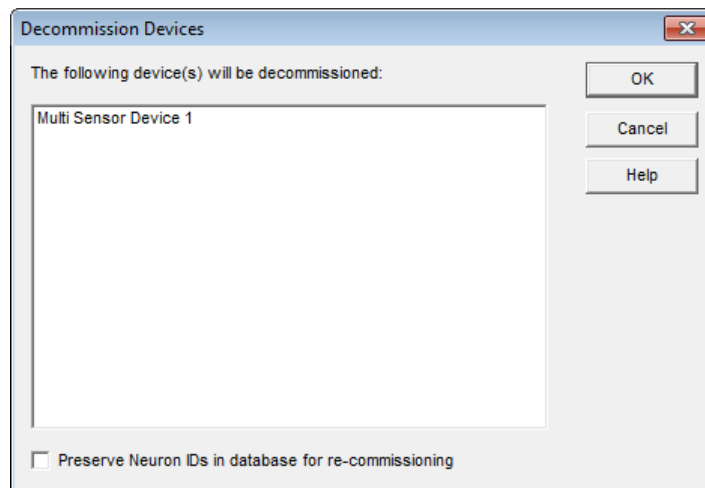 Decommission Devices
The following device(s) will be decommissioned:
OK
Multi Sensor Device 1
Cancel
Help
Preserve Neuron IDs in database for re-commissioning